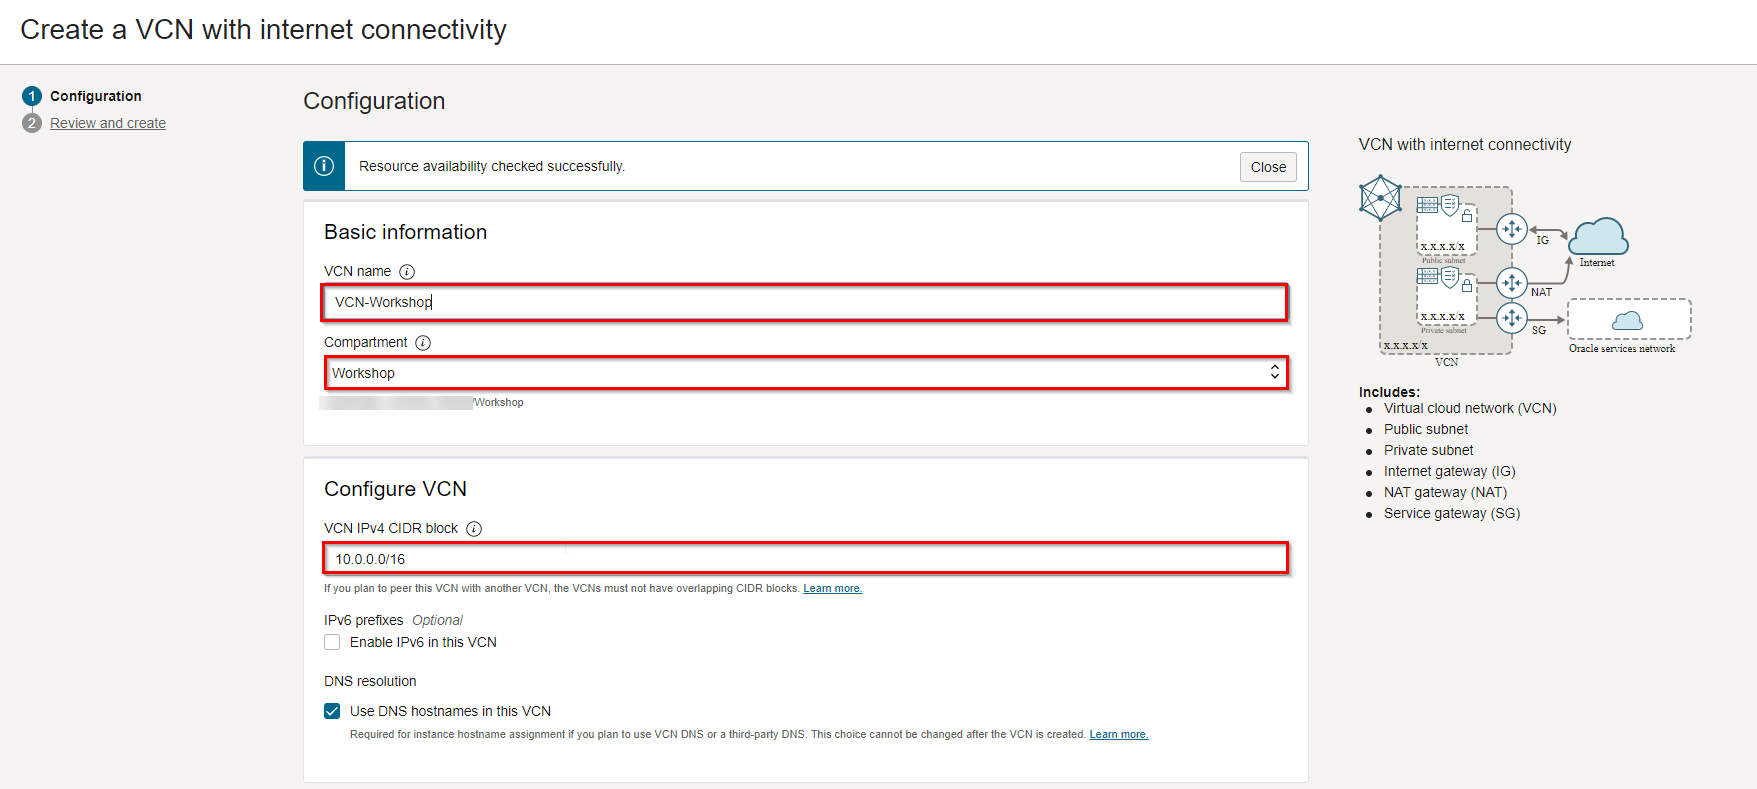 Create a VCN with internet connectivity
1 Configuration
2 Review and create
Configuration
Resource availability checked successfully.
Close
Basic information
VCN name
VCN-Workshop
Compartment
Workshop
/Workshop
Configure VCN
VCN IPv4 CIDR block
10.0.0.0/16
If you plan to peer this VCN with another VCN, the VCNs must not have overlapping CIDR blocks. Learn more.
IPv6 prefixes Optional
Enable IPv6 in this VCN
DNS resolution
Use DNS hostnames in this VCN
Required for instance hostname assignment if you plan to use VCN DNS or a third-party DNS. This choice cannot be changed after the VCN is created. Learn more.
VCN with internet connectivity
x.x.x.x/x
Public subnet
IG
Internet
NAT
x.x.x.x/x
Private subnet
SG
x.x.x.x/x
VCN
Oracle services network
Includes:
Virtual cloud network (VCN)
Public subnet
Private subnet
Internet gateway (IG)
NAT gateway (NAT)
Service gateway (SG)